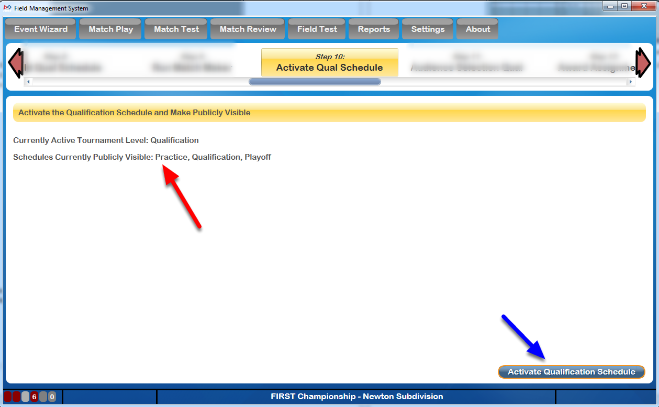 Field Management System
Event Wizard Match Play Match Test Match Review Field Test Reports Settings About
Step 10:
Activate Qual Schedule
Activate the Qualification Schedule and Make Publicly Visible
Currently Active Tournament Level: Qualification
Schedules Currently Publicly Visible: Practice, Qualification, Playoff
Activate Qualification Schedule
6 0 FIRST Championship - Newton Subdivision